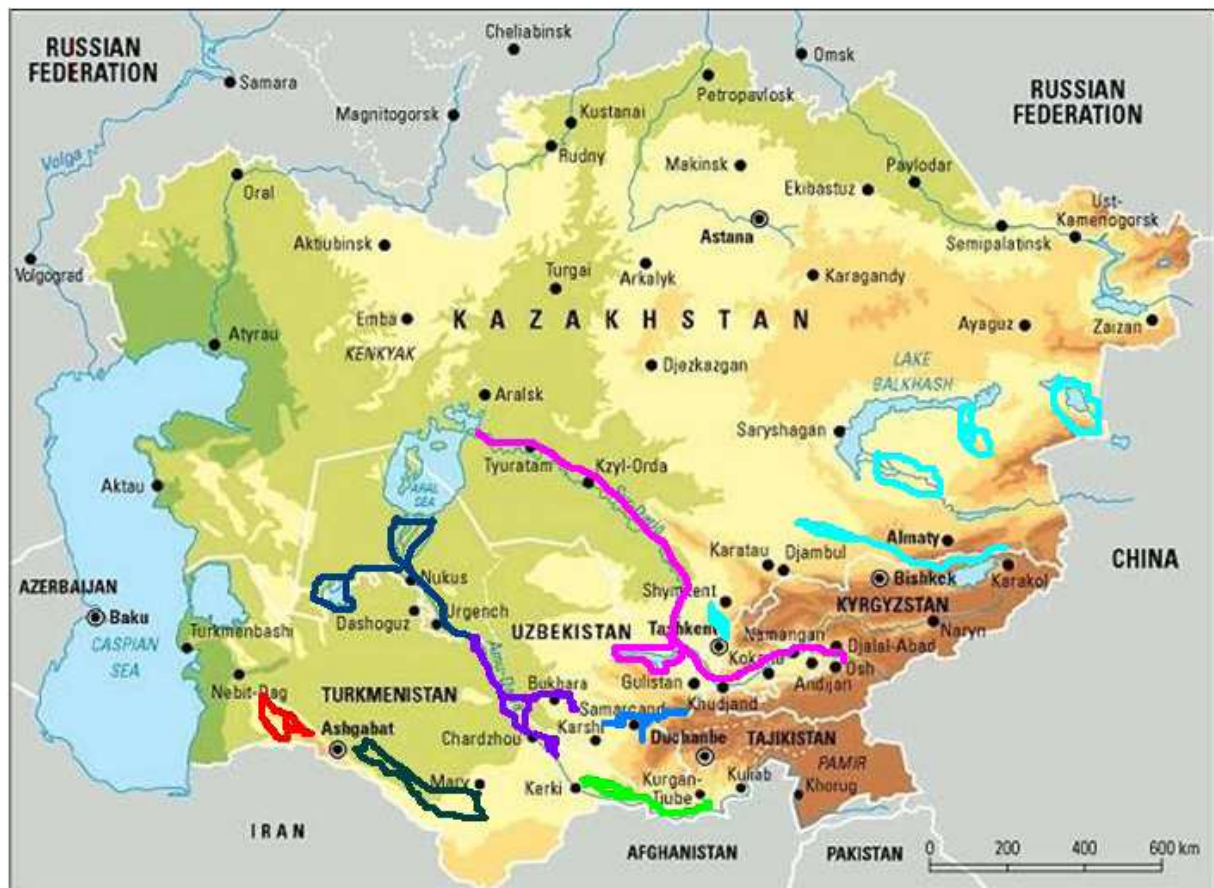 Cheliabinsk
RUSSIAN
FEDERATION
Omsk
Samara
Petropavlosk
RUSSIAN
FEDERATION
Magnitogorsk
Kustanai
Volga
Rudny
Makinsk
Pavlodar
Oral
Ekibastuz
Ust-
Kamenogorsk
Astana
Semipalatinsk
Aktiubinsk
Volgograd
Turgai
Arkalyk
Karagandy
Emba
KAZAKHSTAN
Ayaguz
Zaizan
Atyrau
KENKYAK
Djezkazgan
LAKE
BALKHASH
Aralsk
Saryshagan
Tyuratam
Kzyl-Orda
Aktau
ARAL
SEA
Almaty
Karatau
Djambul
CHINA
AZERBAIJAN
Nukus
Bishkek
Karakol
Shymkent
KYRGYZSTAN
Baku
Dashoguz
Urgench
UZBEKISTAN
Tashkent
Namangan
Naryn
CASPIAN
SEA
Turkmenbashi
Kokand
Djalal-Abad
Osh
Nebit-Dag
TURKMENISTAN
Bukhara
Gulistan
Andijan
Khudjand
Samarcand
Ashgabat
Chardzhou
Karshi
Duchanbe
TAJIKISTAN
PAMIR
Mary
Kerki
Kurgan-
Tjube
Kuliab
Khorug
IRAN
AFGHANISTAN
PAKISTAN
0 200 400 600 km